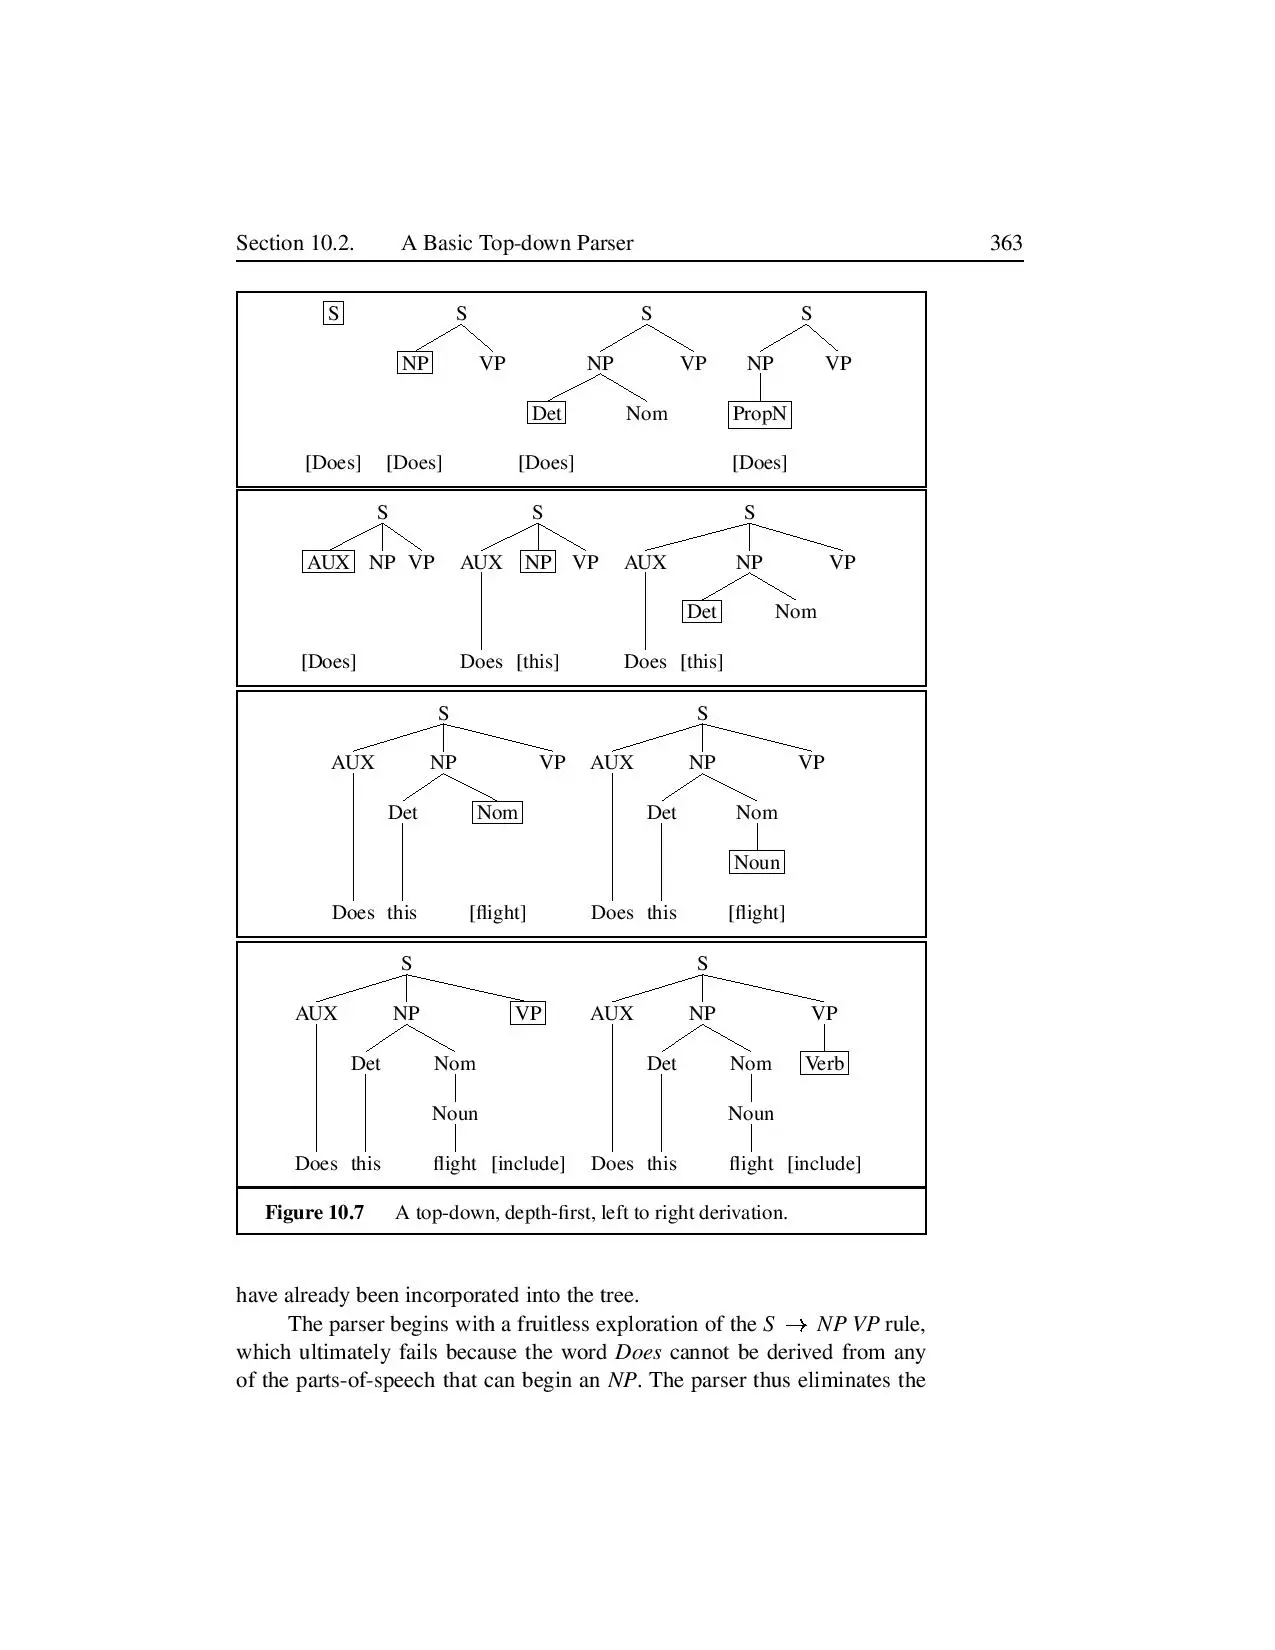 Section 10.2. A Basic Top-down Parser 363
S S S S
NP VP NP VP NP VP
Det Nom PropN
[Does] [Does] [Does] [Does]
S S S
AUX NP VP AUX NP VP AUX NP VP
Det Nom
[Does] Does [this] Does [this]
S S
AUX NP VP AUX NP VP
Det Nom Det Nom
Noun
Does this [flight] Does this [flight]
S S
AUX NP VP AUX NP VP
Det Nom Det Nom Verb
Noun Noun
Does this flight [include] Does this flight [include]
Figure 10.7 A top-down, depth-first, left to right derivation.
have already been incorporated into the tree.
The parser begins with a fruitless exploration of the S → NP VP rule,
which ultimately fails because the word Does cannot be derived from any
of the parts-of-speech that can begin an NP. The parser thus eliminates the